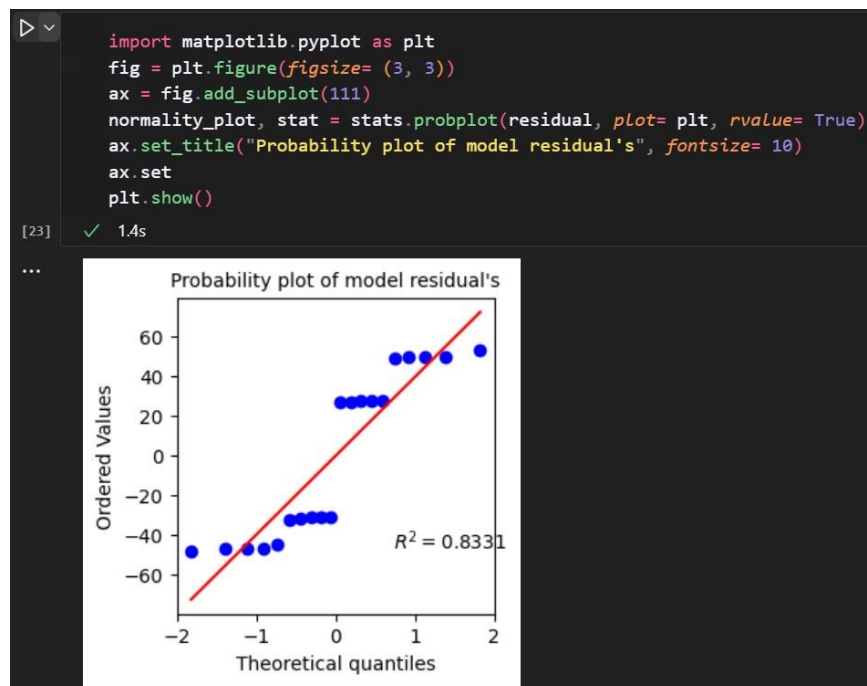 import matplotlib.pyplot as plt
fig = plt.figure(figsize= (3, 3))
ax = fig.add_subplot(111)
normality_plot, stat = stats.probplot(residual, plot= plt, rvalue= True)
ax.set_title("Probability plot of model residual's", fontsize= 10)
ax.set
plt.show()
[23] ✓ 1.4s
...
Probability plot of model residual's
60
40
20
0
−20
−40
−60
Ordered Values
R² = 0.8331
−2 −1 0 1 2
Theoretical quantiles